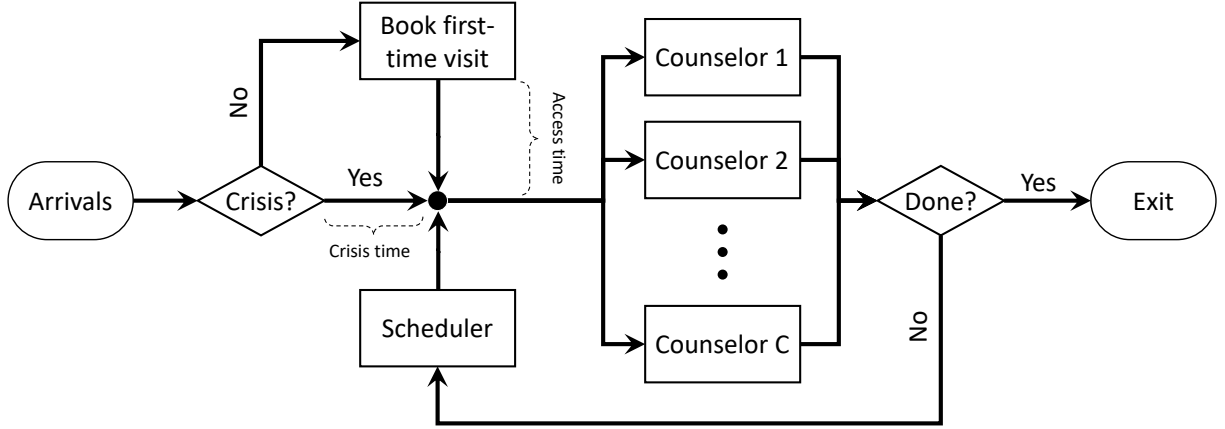 Book first-
time visit
No
Access time
Counselor 1
Counselor 2
Arrivals
Crisis?
Yes
Crisis time
Done?
Yes
Exit
Scheduler
Counselor C
No